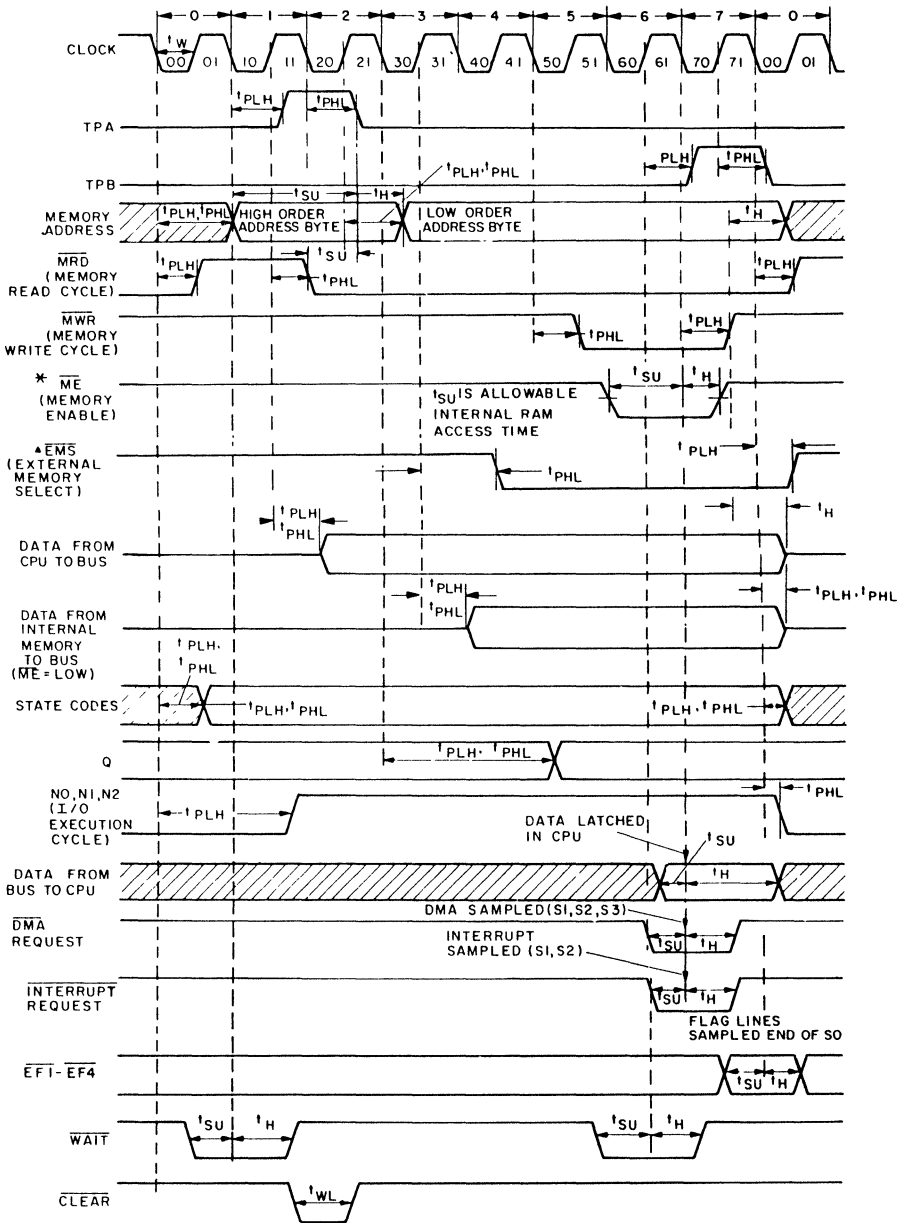 0 1 2 3 4 5 6 7 0
CLOCK
tW
00 01 10 11 20 21 30 31 40 41 50 51 60 61 70 71 00 01
tPLH tPHL
TPA
PLH tPHL
TPB
tSU tH tPLH,tPHL
MEMORY ADDRESS
tPLH,tPHL
HIGH ORDER
ADDRESS BYTE
LOW ORDER
ADDRESS BYTE
tH
tSU
MRD
(MEMORY
READ CYCLE)
tPLH tPHL tPLH
MWR
(MEMORY
WRITE CYCLE)
tPHL tPLH
* ME
(MEMORY
ENABLE)
tSU tH
tSU IS ALLOWABLE
INTERNAL RAM
ACCESS TIME
▲EMS
(EXTERNAL
MEMORY
SELECT)
tPHL tPLH
tH
DATA FROM
CPU TO BUS
tPLH
tPHL
DATA FROM
INTERNAL
MEMORY
TO BUS
(ME=LOW)
tPLH
tPHL
tPLH,tPHL
STATE CODES
tPLH,
tPHL
tPLH,tPHL tPLH,tPHL
Q
tPLH, tPHL
N0,N1,N2
(I/O
EXECUTION
CYCLE)
tPLH tPHL
DATA LATCHED
IN CPU
DATA FROM
BUS TO CPU
tSU tH
DMA
REQUEST
DMA SAMPLED(S1,S2,S3)
tSU tH
INTERRUPT
SAMPLED (S1,S2)
INTERRUPT
REQUEST
tSU tH
FLAG LINES
SAMPLED END OF S0
EF1-EF4
tSU tH
WAIT
tSU tH tSU tH
CLEAR
tWL